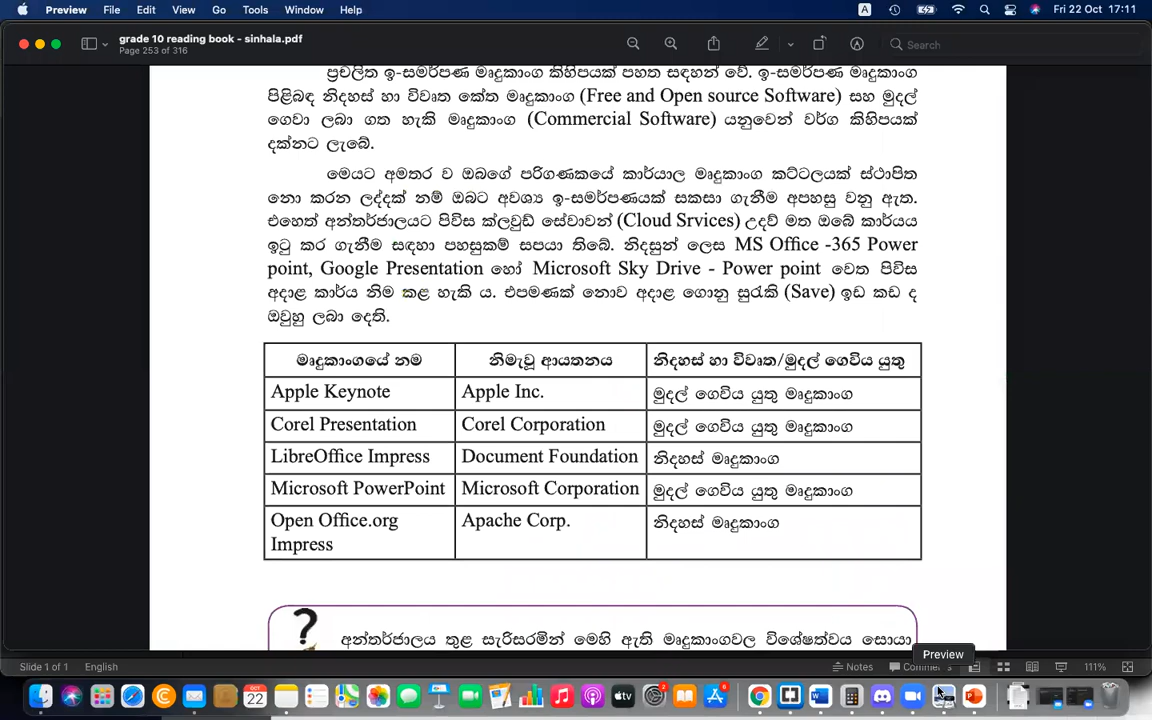 Preview File Edit View Go Tools Window Help A Fri 22 Oct 17:11
grade 10 reading book - sinhala.pdf
Page 253 of 316
Search
ප්‍රචලිත ඉ-සමර්පණ මෘදුකාංග කිහිපයක් පහත සඳහන් වේ. ඉ-සමර්පණ මෘදුකාංග
පිළිබඳ නිදහස් හා විවෘත කේත මෘදුකාංග (Free and Open source Software) සහ මුදල්
ගෙවා ලබා ගත හැකි මෘදුකාංග (Commercial Software) යනුවෙන් වර්ග කිහිපයක්
දක්නට ලැබේ.
මෙයට අමතර ව ඔබගේ පරිගණකයේ කාර්යාල මෘදුකාංග කට්ටලයක් ස්ථාපිත
නො කරන ලද්දක් නම් ඔබට අවශ්‍ය ඉ-සමර්පණයක් සකසා ගැනීම අපහසු වනු ඇත.
එහෙත් අන්තර්ජාලයට පිවිස ක්ලවුඩ් සේවාවන් (Cloud Srvices) උදව් මත ඔබේ කාර්යය
ඉටු කර ගැනීම සඳහා පහසුකම් සපයා තිබේ. නිදසුන් ලෙස MS Office -365 Power
point, Google Presentation හෝ Microsoft Sky Drive - Power point වෙත පිවිස
අදාළ කාර්ය නිම කළ හැකි ය. එපමණක් නොව අදාළ ගොනු සුරැකි (Save) ඉඩ කඩ ද
ඔවුහු ලබා දෙති.
මෘදුකාංගයේ නම නිමැවූ ආයතනය නිදහස් හා විවෘත/මුදල් ගෙවිය යුතු
Apple Keynote Apple Inc. මුදල් ගෙවිය යුතු මෘදුකාංග
Corel Presentation Corel Corporation මුදල් ගෙවිය යුතු මෘදුකාංග
LibreOffice Impress Document Foundation නිදහස් මෘදුකාංග
Microsoft PowerPoint Microsoft Corporation මුදල් ගෙවිය යුතු මෘදුකාංග
Open Office.org Apache Corp. නිදහස් මෘදුකාංග
Impress
? අන්තර්ජාලය තුළ සැරිසරමින් මෙහි ඇති මෘදුකාංගවල විශේෂත්වය සොයා
Preview
Slide 1 of 1 English Notes 111%
OCT
22
tv